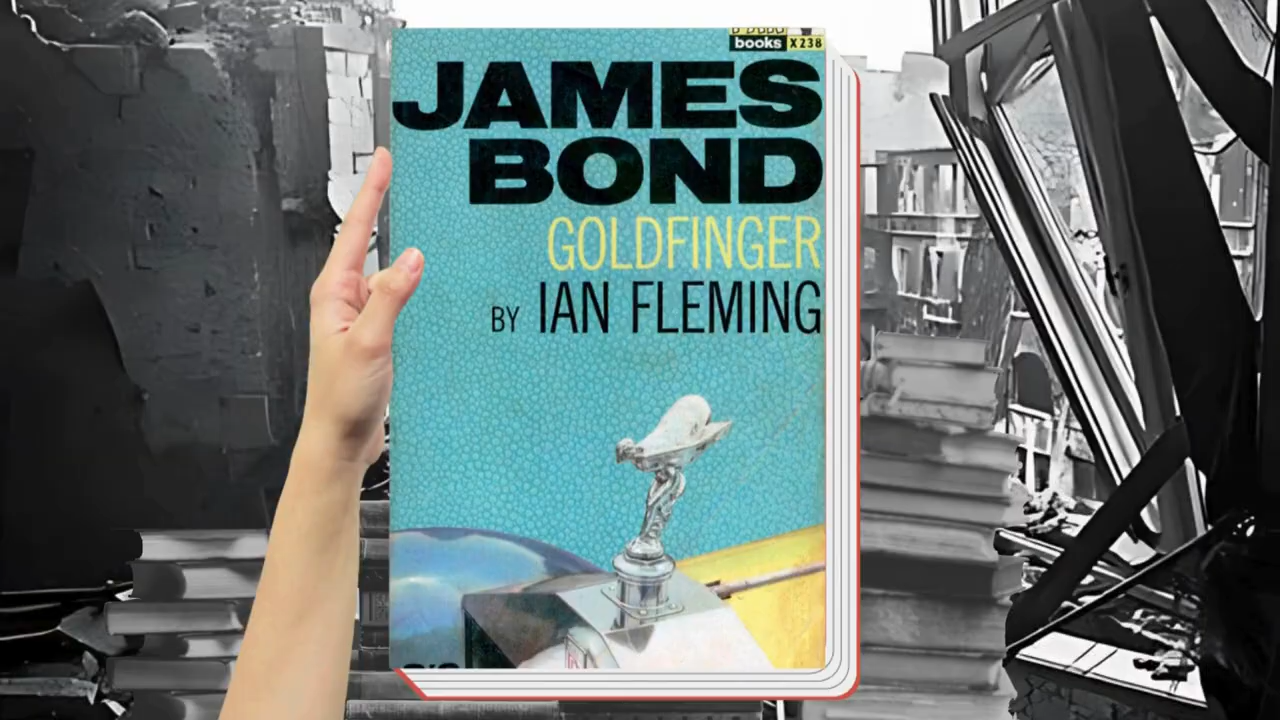 books X238
JAMES
BOND
GOLDFINGER
BY IAN FLEMING